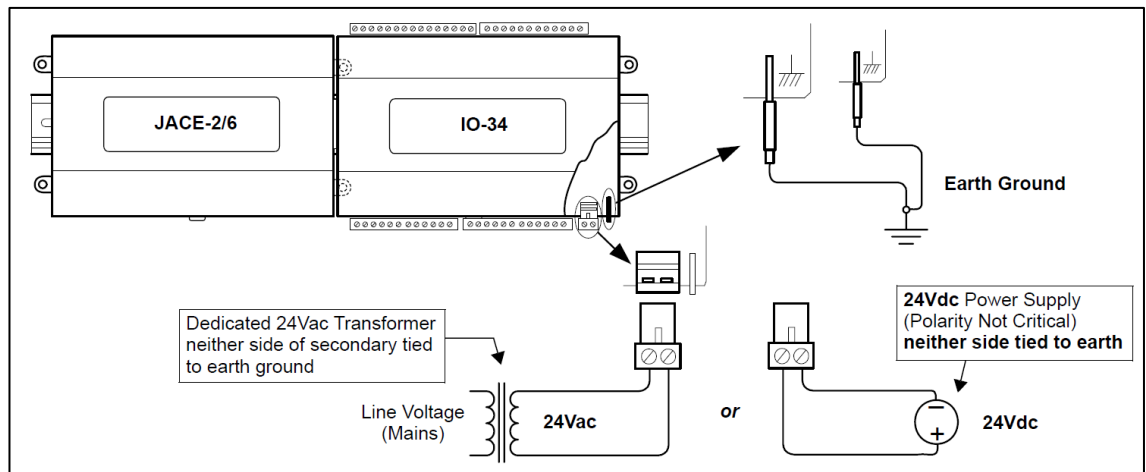 JACE-2/6
IO-34
Earth Ground
Dedicated 24Vac Transformer
neither side of secondary tied
to earth ground
Line Voltage
(Mains)
24Vac
or
24Vdc Power Supply
(Polarity Not Critical)
neither side tied to earth
−
+
24Vdc